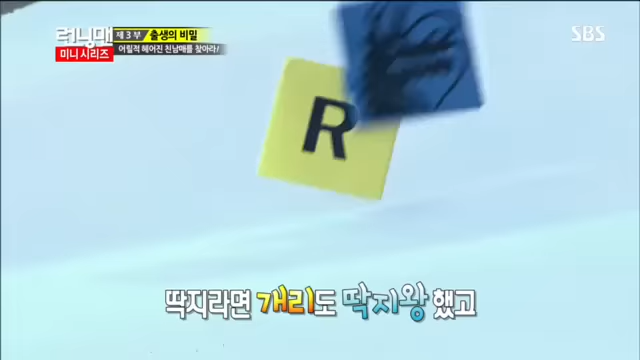 런닝맨
미니시리즈
제3부 출생의 비밀
어릴적 헤어진 친남매를 찾아라!
SBS
R
딱지라면 개리도 딱지왕 했고